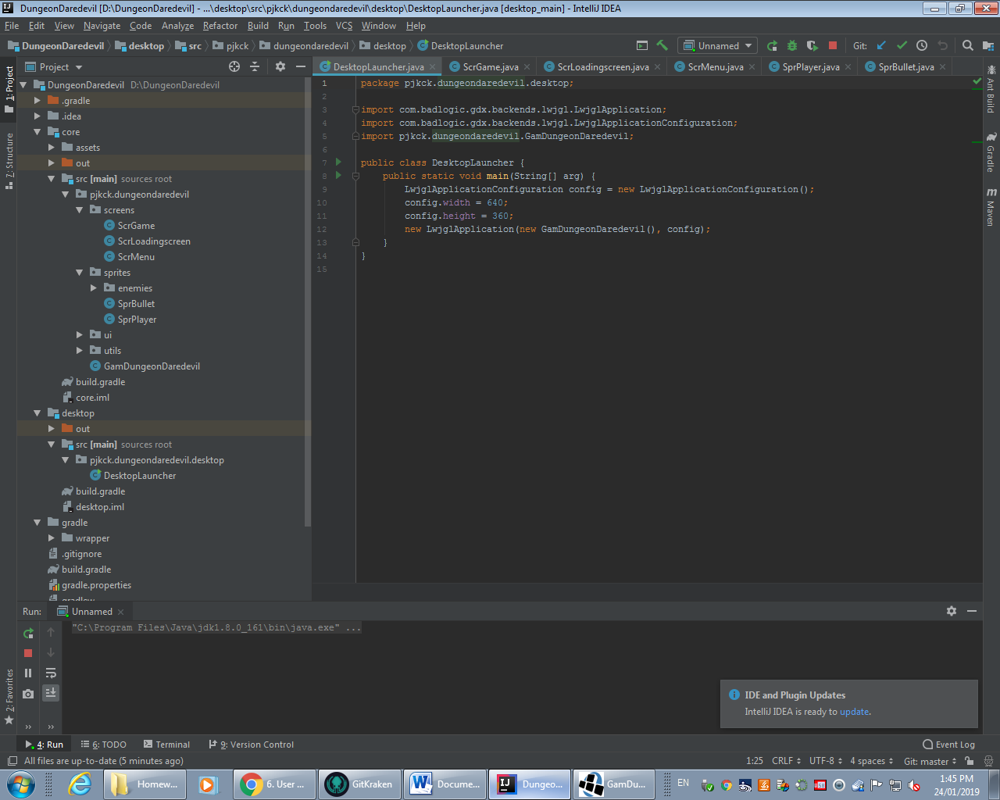 DungeonDaredevil [D:\DungeonDaredevil] - ...\desktop\src\pjkck\dungeondaredevil\desktop\DesktopLauncher.java [desktop_main] - IntelliJ IDEA
File Edit View Navigate Code Analyze Refactor Build Run Tools VCS Window Help
DungeonDaredevil desktop src pjkck dungeondaredevil desktop DesktopLauncher Unnamed Git:
Project
DesktopLauncher.java ScrGame.java ScrLoadingscreen.java ScrMenu.java SprPlayer.java SprBullet.java
1: Project
7: Structure
2: Favorites
DungeonDaredevil D:\DungeonDaredevil
.gradle
.idea
core
assets
out
src [main] sources root
pjkck.dungeondaredevil
screens
ScrGame
ScrLoadingscreen
ScrMenu
sprites
enemies
SprBullet
SprPlayer
ui
utils
GamDungeonDaredevil
build.gradle
core.iml
desktop
out
src [main] sources root
pjkck.dungeondaredevil.desktop
DesktopLauncher
build.gradle
desktop.iml
gradle
wrapper
.gitignore
build.gradle
gradle.properties
gradlew
1 package pjkck.dungeondaredevil.desktop;
2
3 import com.badlogic.gdx.backends.lwjgl.LwjglApplication;
4 import com.badlogic.gdx.backends.lwjgl.LwjglApplicationConfiguration;
5 import pjkck.dungeondaredevil.GamDungeonDaredevil;
6
7 public class DesktopLauncher {
8 public static void main(String[] arg) {
9 LwjglApplicationConfiguration config = new LwjglApplicationConfiguration();
10 config.width = 640;
11 config.height = 360;
12 new LwjglApplication(new GamDungeonDaredevil(), config);
13 }
14 }
15
Ant Build
Gradle
m Maven
Run: Unnamed
"C:\Program Files\Java\jdk1.8.0_161\bin\java.exe" ...
IDE and Plugin Updates
IntelliJ IDEA is ready to update.
4: Run 6: TODO Terminal 9: Version Control Event Log
All files are up-to-date (5 minutes ago) 1:25 CRLF UTF-8 4 spaces Git: master
Homew... 6. User ... GitKraken Docume... Dungeo... GamDu... EN 1:45 PM
24/01/2019